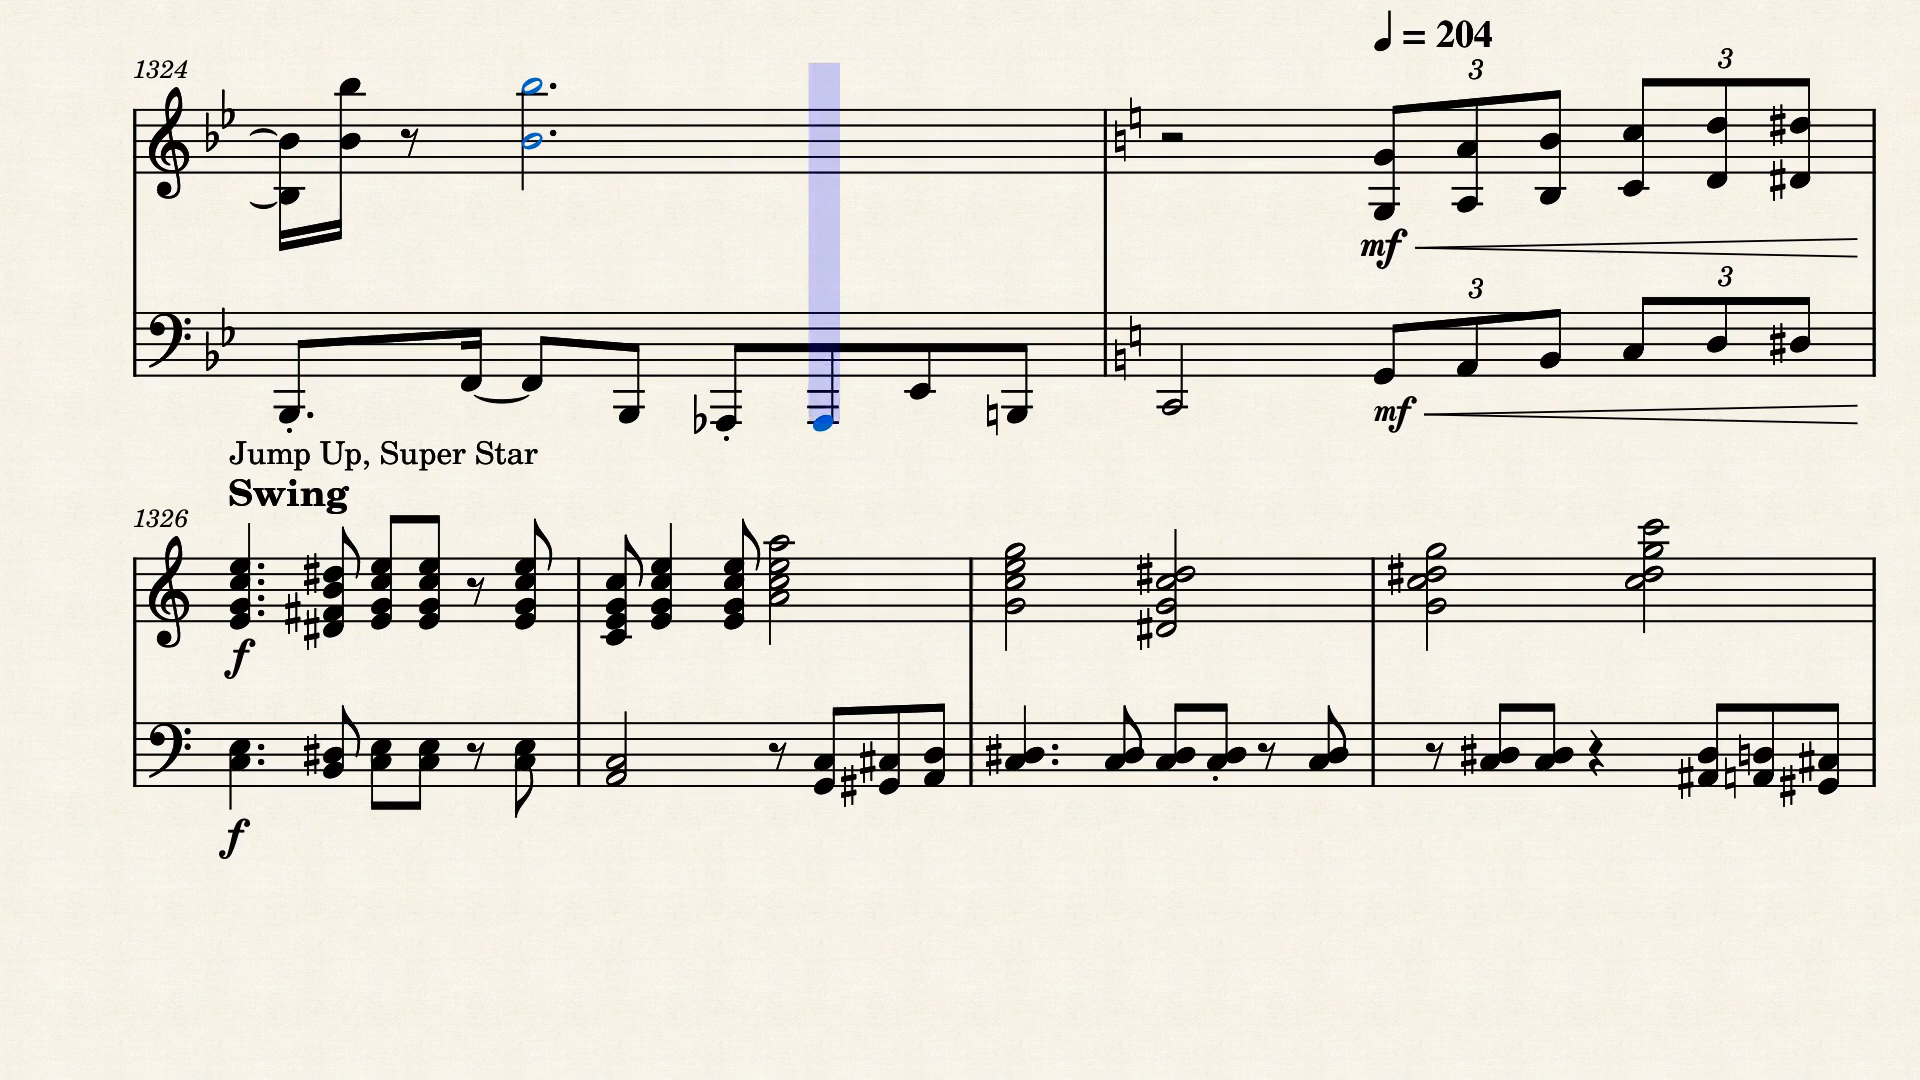 ♩ = 204
1324
3
3
mf
3
3
mf
Jump Up, Super Star
Swing
1326
f
f